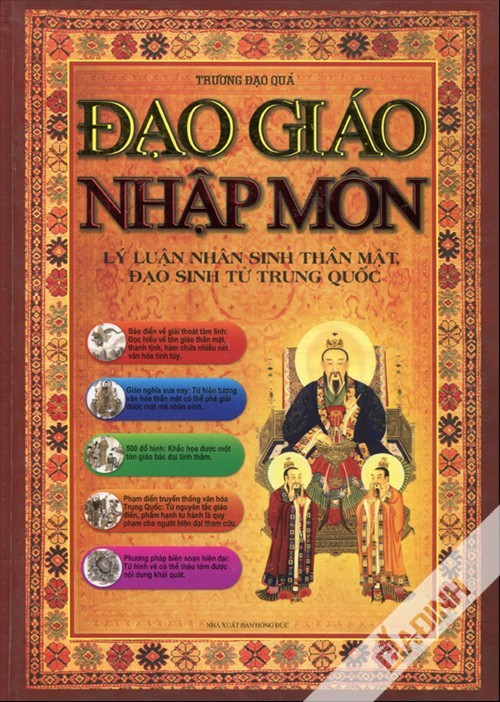 TRƯƠNG ĐẠO QUẢ
ĐẠO GIÁO
NHẬP MÔN
LÝ LUẬN NHÂN SINH THẦN MẬT,
ĐẠO SINH TỪ TRUNG QUỐC
Bảo điển về giải thoát tâm linh:
Đọc hiểu về tôn giáo thần mật,
thanh tịnh, hàm chứa nhiều nét
văn hóa tinh túy.
Giáo nghĩa xưa nay: Từ hiện tượng
văn hóa thần mật có thể phá giải
được mật mã nhân sinh.
500 đồ hình: Khắc họa được một
tôn giáo bác đại tinh thâm.
Phạm điển truyền thống văn hóa
Trung Quốc: Từ nguyên tắc giáo
điển, phẩm hạnh tu hành là quy
phạm cho người hiện đại tham cứu.
Phương pháp biên soạn hiện đại:
Từ hình vẽ có thể thâu tóm được
nội dung khái quát.
NHÀ XUẤT BẢN HỒNG ĐỨC
GIADINH